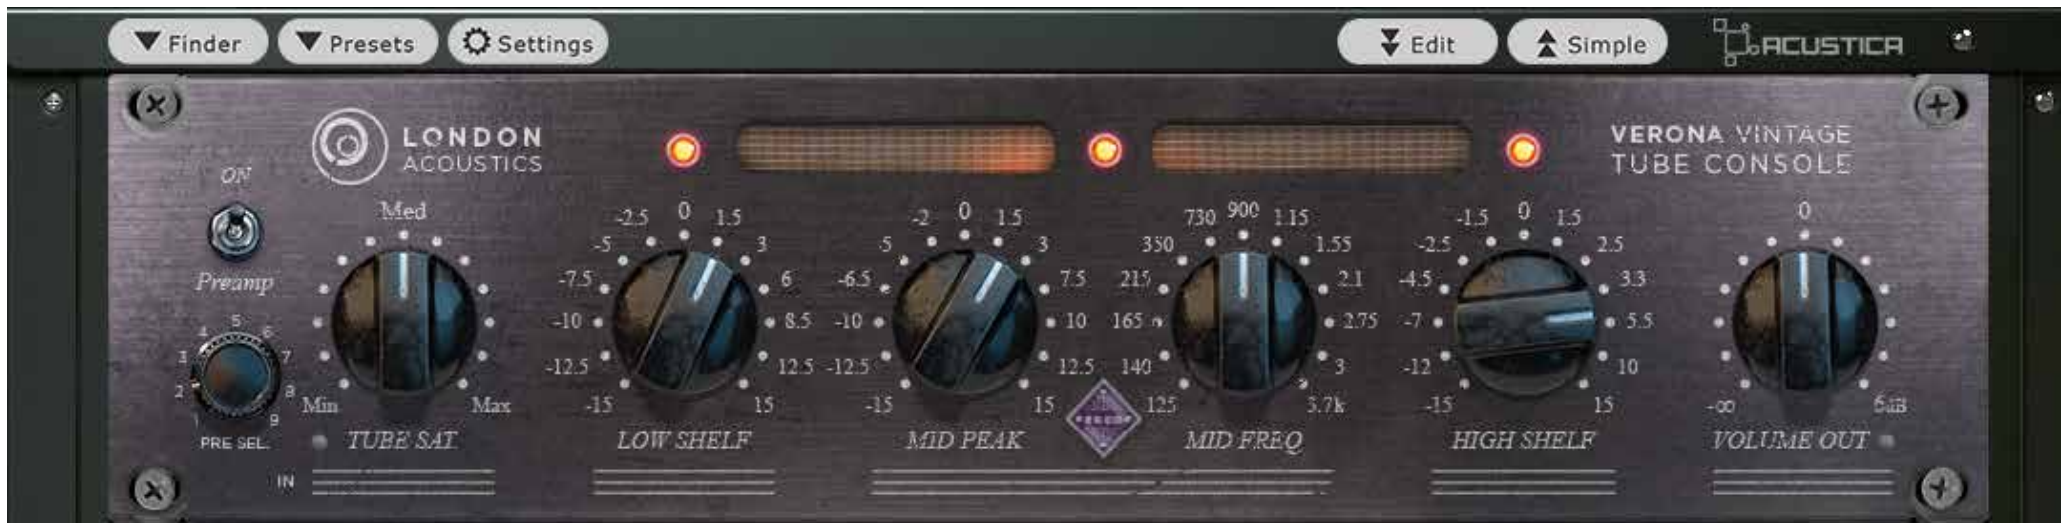 Finder Presets Settings Edit Simple ACUSTICA
LONDON
ACOUSTICS
VERONA VINTAGE
TUBE CONSOLE
ON
Preamp
1 2 3 4 5 6 7 8 9
PRE SEL.
IN
Med
Min Max
TUBE SAT
-15 -12.5 -10 -7.5 -5 -2.5 0 1.5 3 6 8.5 12.5 15
LOW SHELF
-15 -12.5 -10 -6.5 5 -2 0 1.5 3 7.5 10 12.5 15
MID PEAK
125 140 165 215 350 730 900 1.15 1.55 2.1 2.75 3 3.7k
MID FREQ
-15 -12 -7 -4.5 -2.5 -1.5 0 1.5 2.5 3.3 5.5 10 15
HIGH SHELF
0
-∞ 6dB
VOLUME OUT